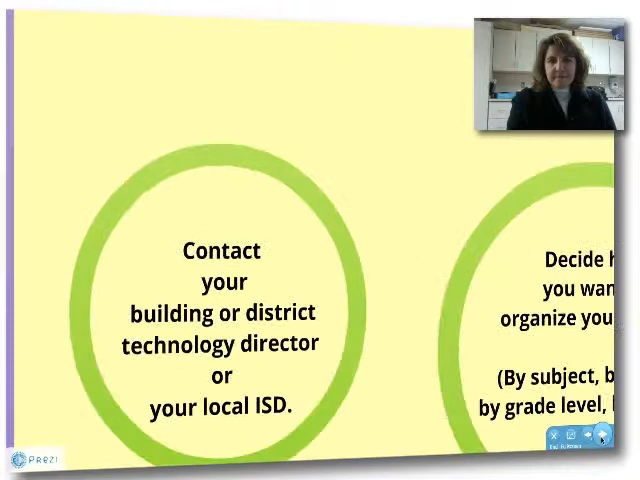 Contact
your
building or district
technology director
or
your local ISD.
Decide h
you wan
organize you
(By subject, b
by grade level,
Prezi